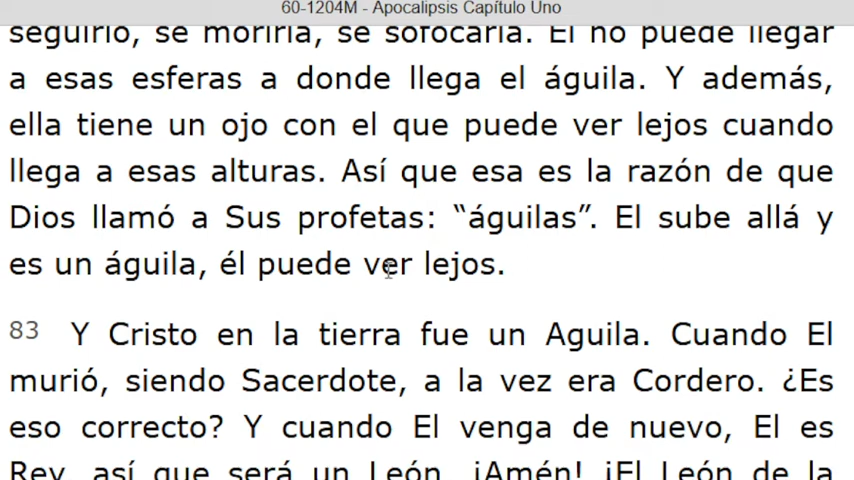 60-1204M - Apocalipsis Capítulo Uno
seguirlo, se moriría, se sofocaría. El no puede llegar
a esas esferas a donde llega el águila. Y además,
ella tiene un ojo con el que puede ver lejos cuando
llega a esas alturas. Así que esa es la razón de que
Dios llamó a Sus profetas: “águilas”. El sube allá y
es un águila, él puede ver lejos.
83 Y Cristo en la tierra fue un Aguila. Cuando El
murió, siendo Sacerdote, a la vez era Cordero. ¿Es
eso correcto? Y cuando El venga de nuevo, El es
Rey, así que será un León. ¡Amén! ¡El León de la